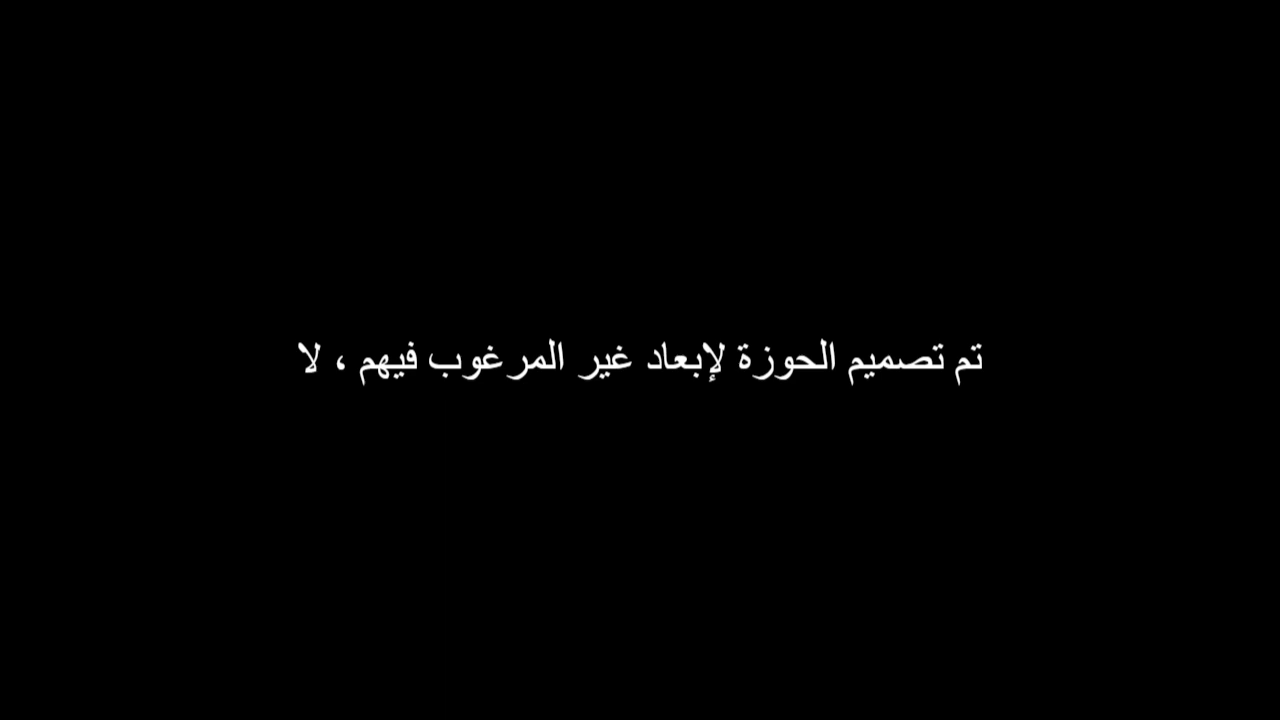 تم تصميم الحوزة لإبعاد غير المرغوب فيهم ، لا